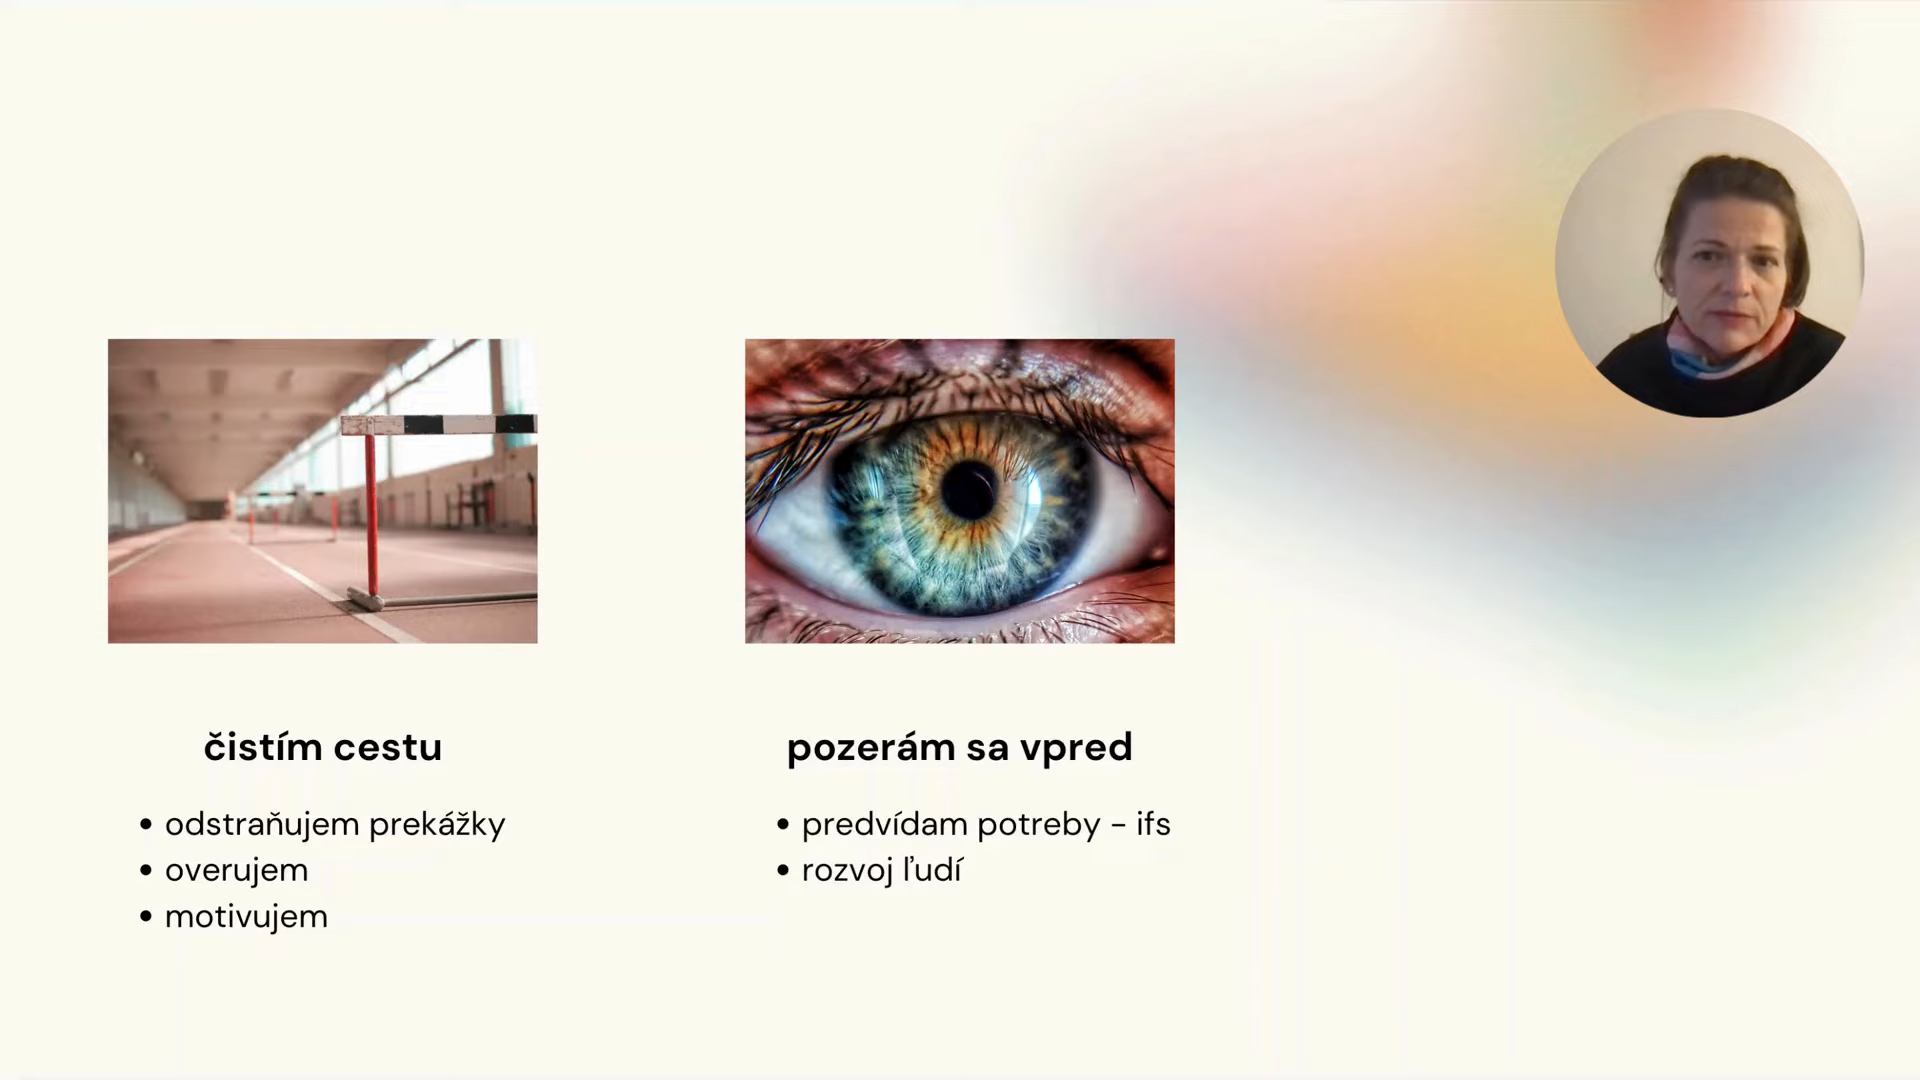 čistím cestu
• odstraňujem prekážky
• overujem
• motivujem
pozerám sa vpred
• predvídam potreby - ifs
• rozvoj ľudí